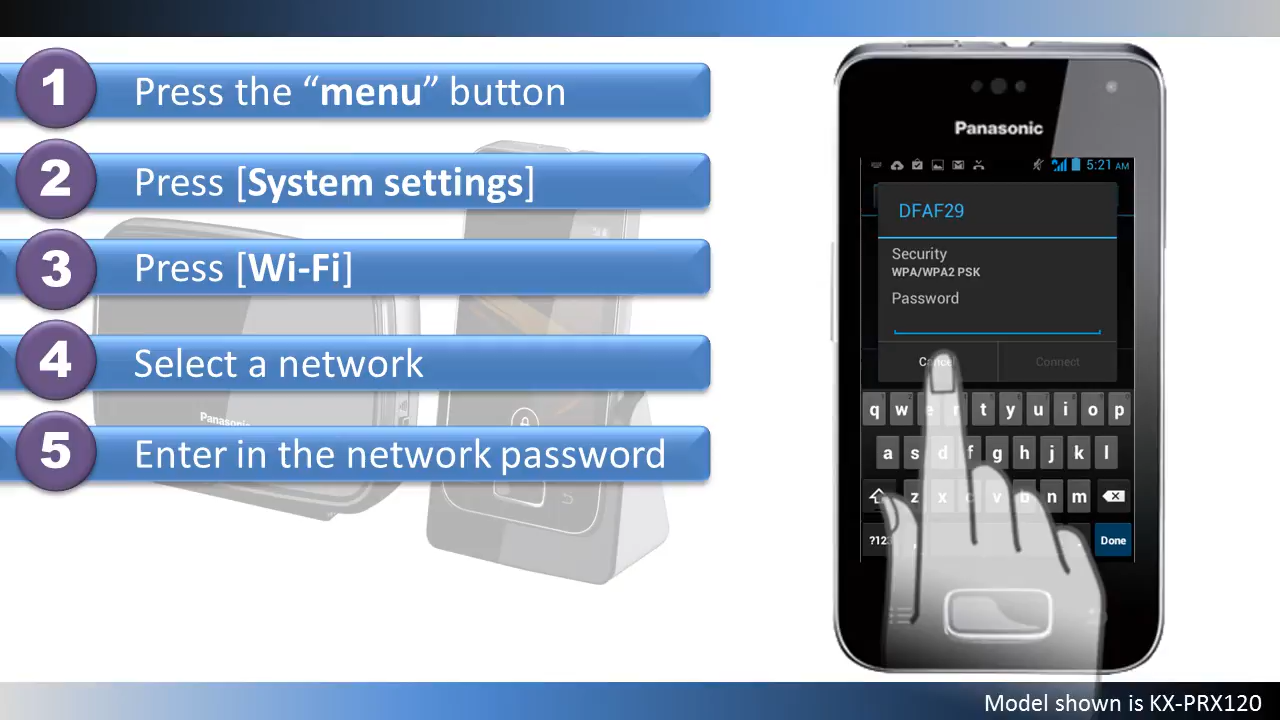 1 Press the “menu” button
2 Press [System settings]
3 Press [Wi-Fi]
4 Select a network
5 Enter in the network password
Panasonic
Panasonic
5:21 AM
DFAF29
Security
WPA/WPA2 PSK
Password
Cancel Connect
q w e r t y u i o p
a s d f g h j k l
z x c v b n m
?123 , . Done
Model shown is KX-PRX120